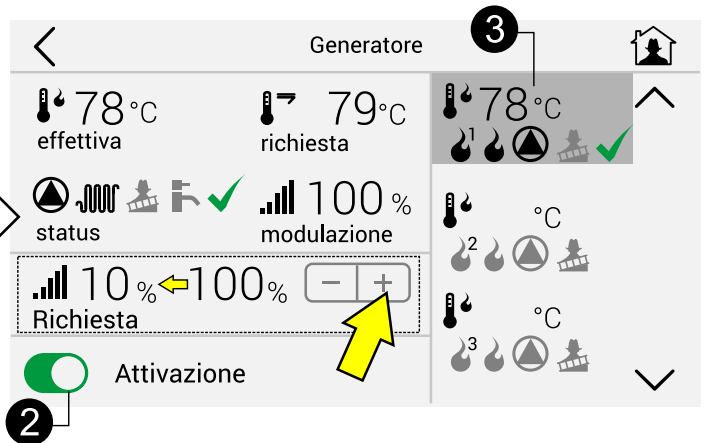 Generatore
3
78 °C
effettiva
79 °C
richiesta
status
100 %
modulazione
10 % 100 %
− +
Richiesta
Attivazione
2
78 °C
1
°C
2
°C
3